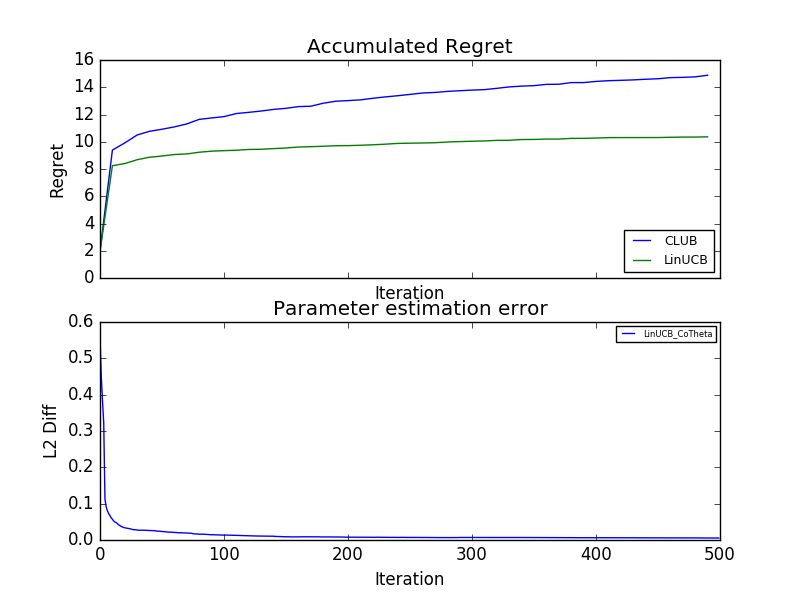 Accumulated Regret
16
14
12
10
8
6
4
2
0
Regret
CLUB
LinUCB
Iteration
Parameter estimation error
0.6
0.5
0.4
0.3
0.2
0.1
0.0
L2 Diff
LinUCB_CoTheta
0 100 200 300 400 500
Iteration